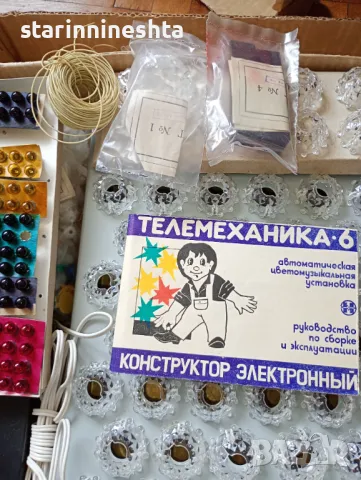 starinnineshta
№ 1
№ 4
ТЕЛЕМЕХАНИКА·6
автоматическая
цветомузыкальная
установка
руководство
по сборке
и эксплуатации
КОНСТРУКТОР ЭЛЕКТРОННЫЙ